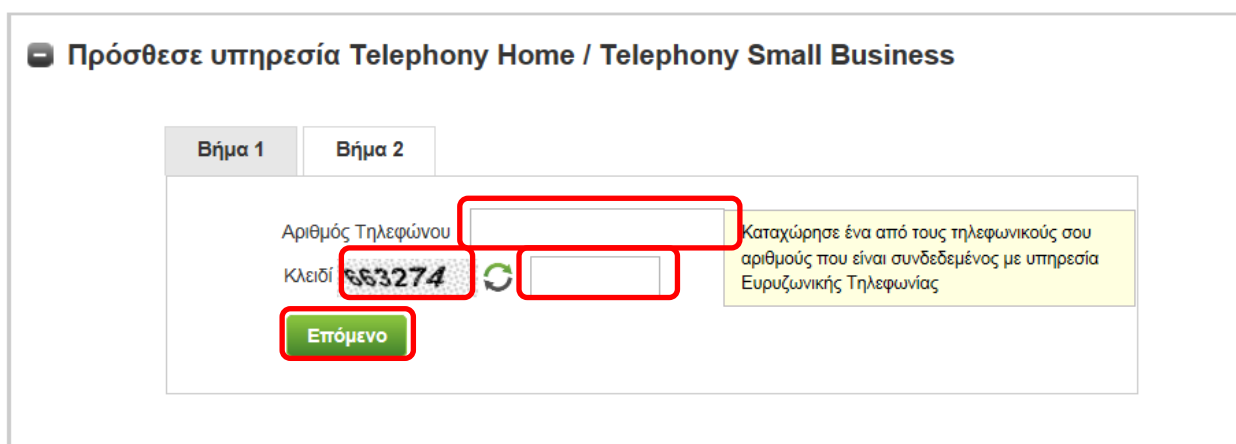 Πρόσθεσε υπηρεσία Telephony Home / Telephony Small Business
Βήμα 1 Βήμα 2
Αριθμός Τηλεφώνου
Καταχώρησε ένα από τους τηλεφωνικούς σου
αριθμούς που είναι συνδεδεμένος με υπηρεσία
Ευρυζωνικής Τηλεφωνίας
Κλειδί 663274
Επόμενο